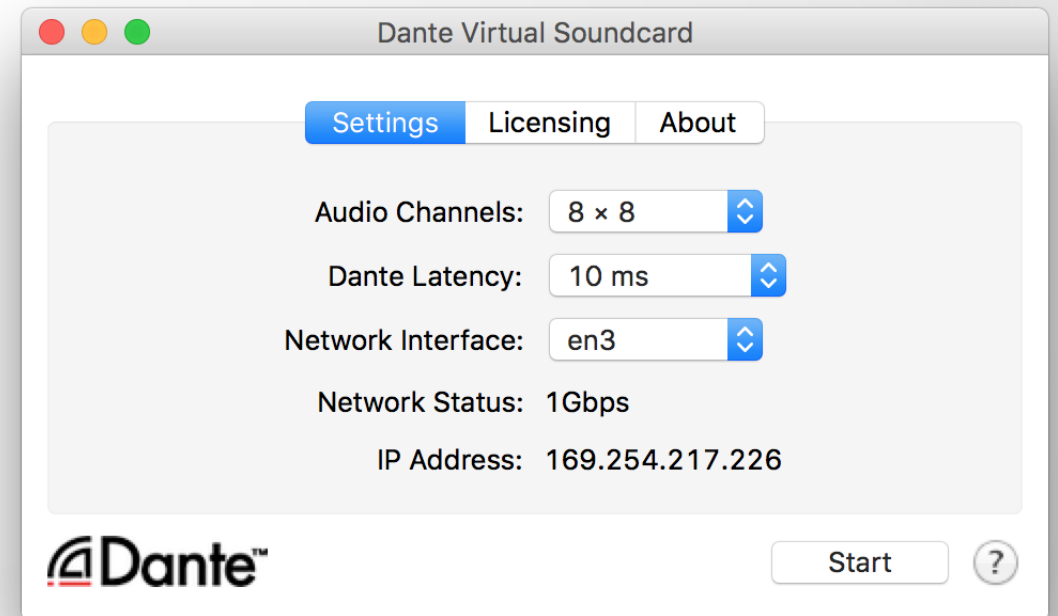 Dante Virtual Soundcard
Settings Licensing About
Audio Channels: 8 × 8
Dante Latency: 10 ms
Network Interface: en3
Network Status: 1Gbps
IP Address: 169.254.217.226
Dante™ Start ?